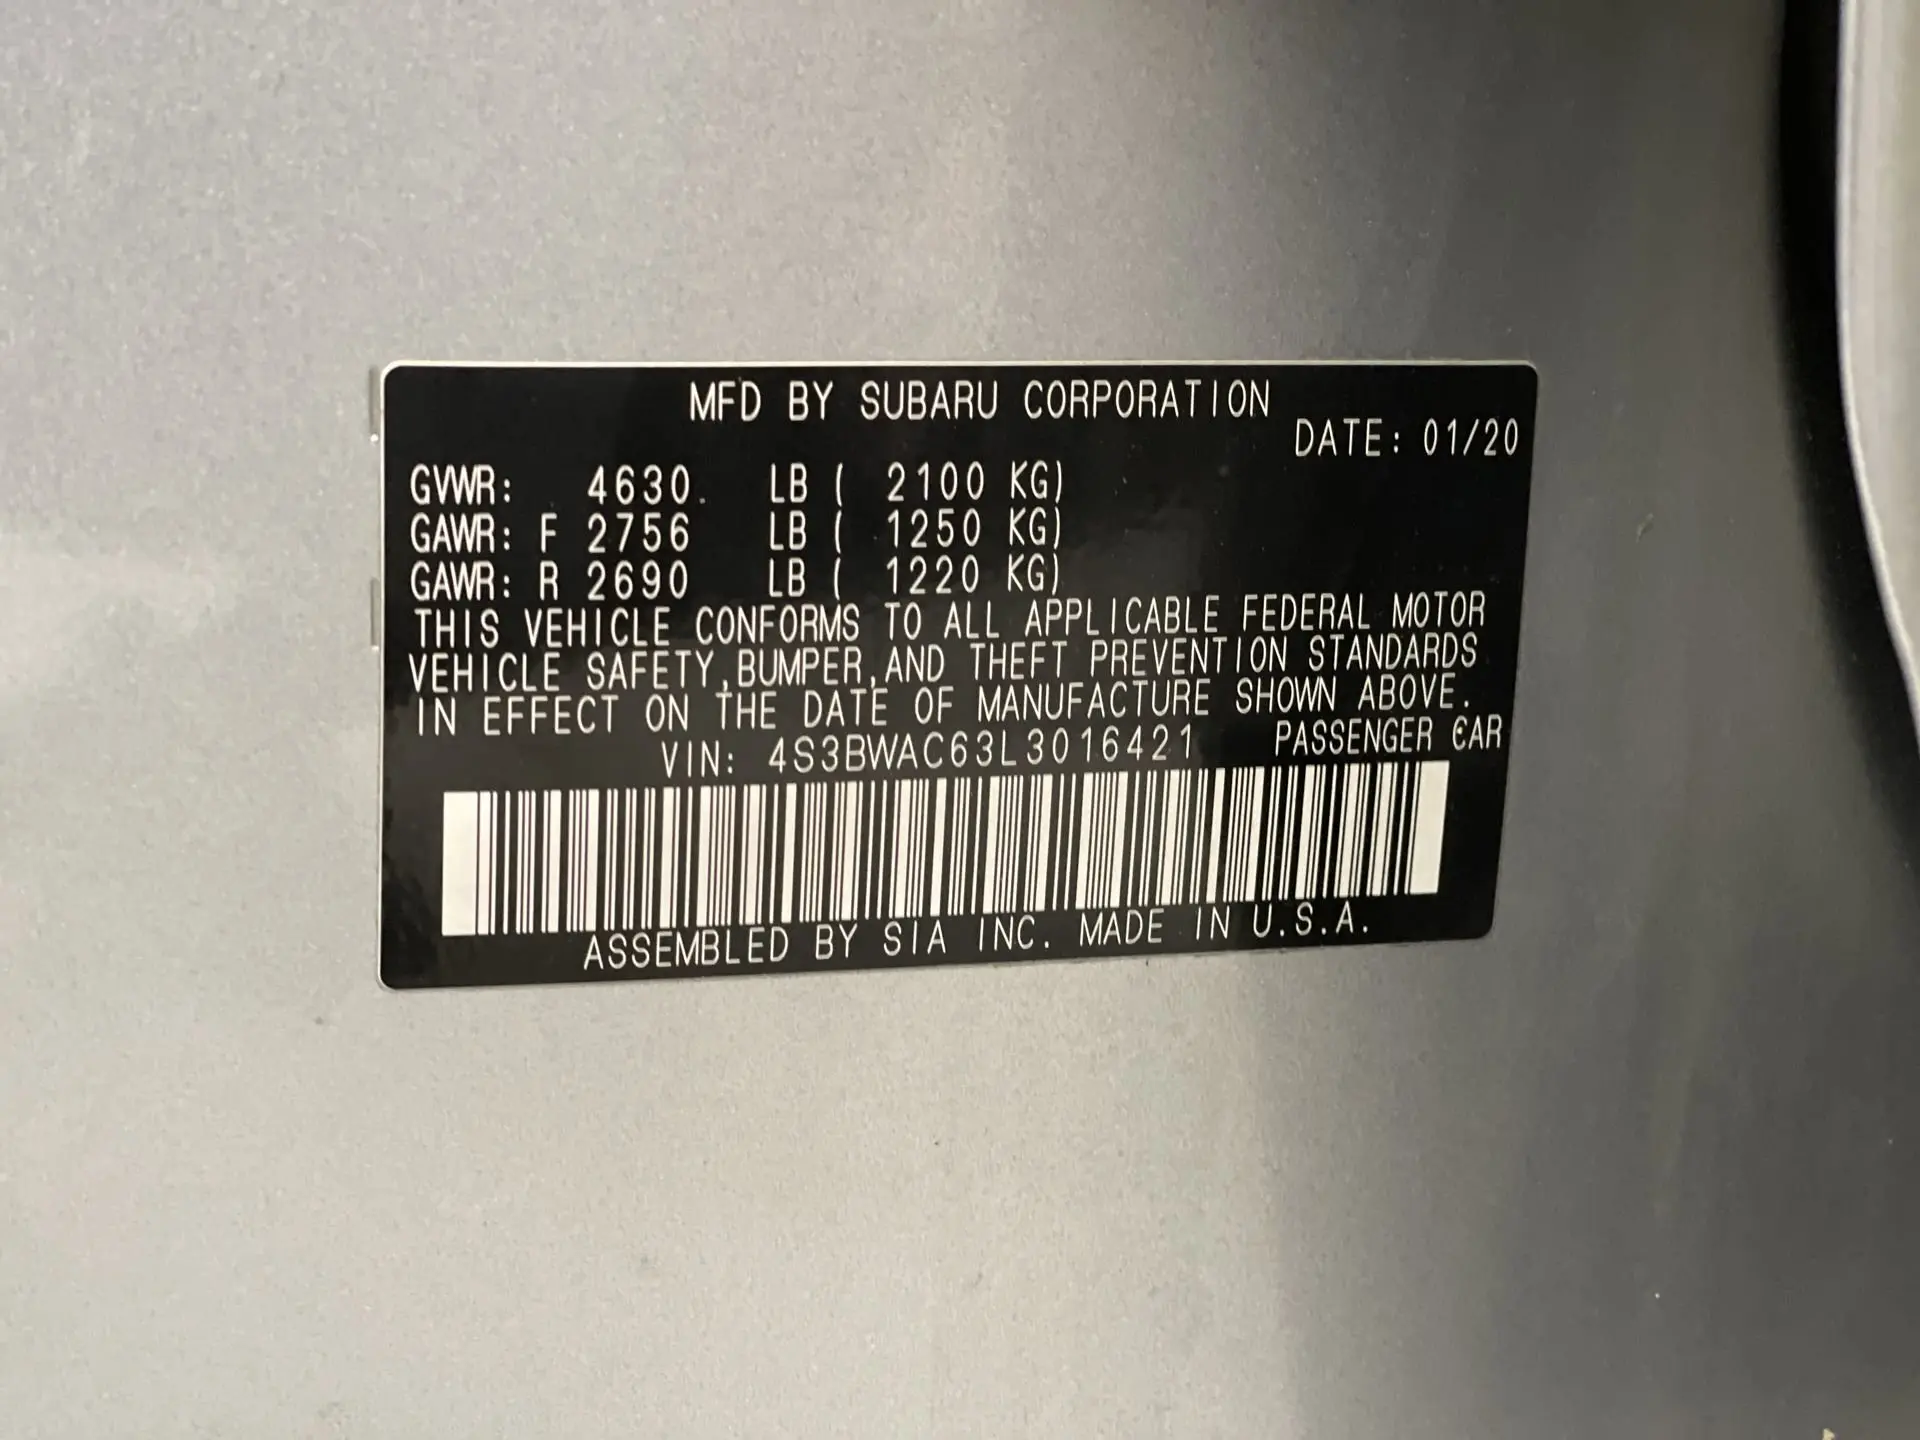 MFD BY SUBARU CORPORATION
DATE: 01/20
GVWR: 4630. LB ( 2100 KG)
GAWR: F 2756 LB ( 1250 KG)
GAWR: R 2690 LB ( 1220 KG)
THIS VEHICLE CONFORMS TO ALL APPLICABLE FEDERAL MOTOR
VEHICLE SAFETY,BUMPER,AND THEFT PREVENTION STANDARDS
IN EFFECT ON THE DATE OF MANUFACTURE SHOWN ABOVE.
VIN: 4S3BWAC63L3016421 PASSENGER CAR
ASSEMBLED BY SIA INC. MADE IN U.S.A.